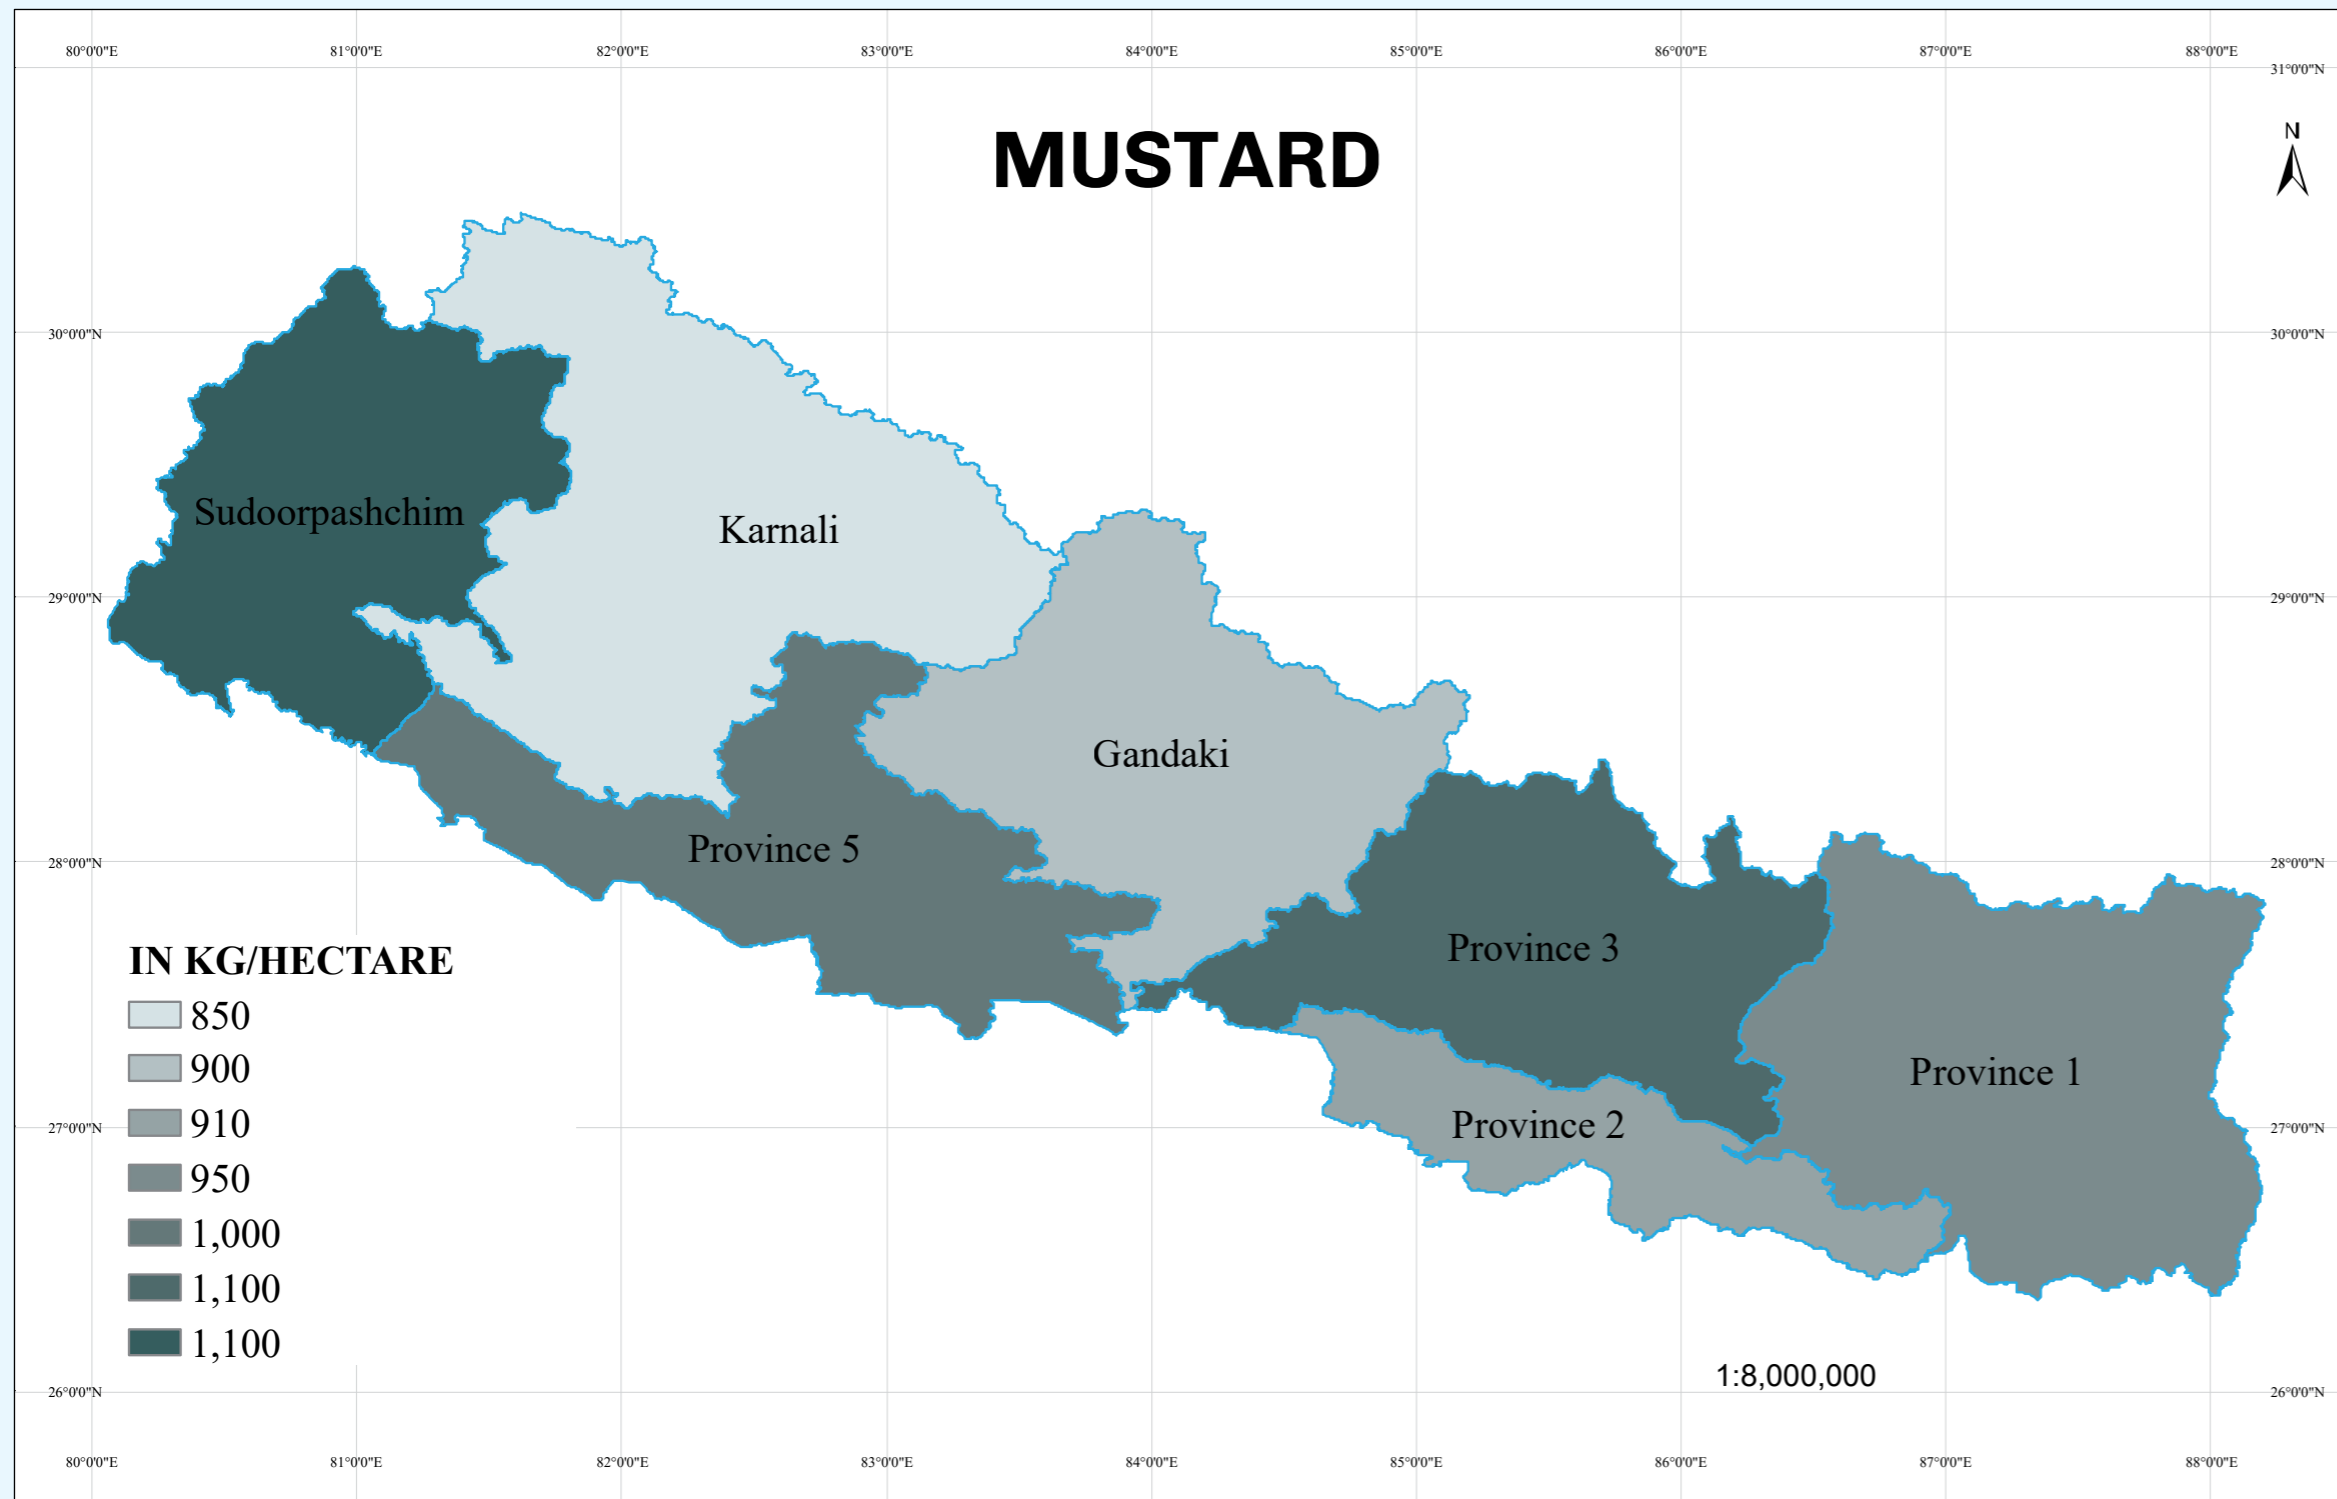 80°0'0"E 81°0'0"E 82°0'0"E 83°0'0"E 84°0'0"E 85°0'0"E 86°0'0"E 87°0'0"E 88°0'0"E
31°0'0"N
N
MUSTARD
30°0'0"N 30°0'0"N
Sudoorpashchim
Karnali
29°0'0"N 29°0'0"N
Gandaki
Province 5
28°0'0"N 28°0'0"N
Province 3
Province 1
Province 2
27°0'0"N 27°0'0"N
IN KG/HECTARE
850
900
910
950
1,000
1,100
1,100
1:8,000,000
26°0'0"N 26°0'0"N
80°0'0"E 81°0'0"E 82°0'0"E 83°0'0"E 84°0'0"E 85°0'0"E 86°0'0"E 87°0'0"E 88°0'0"E